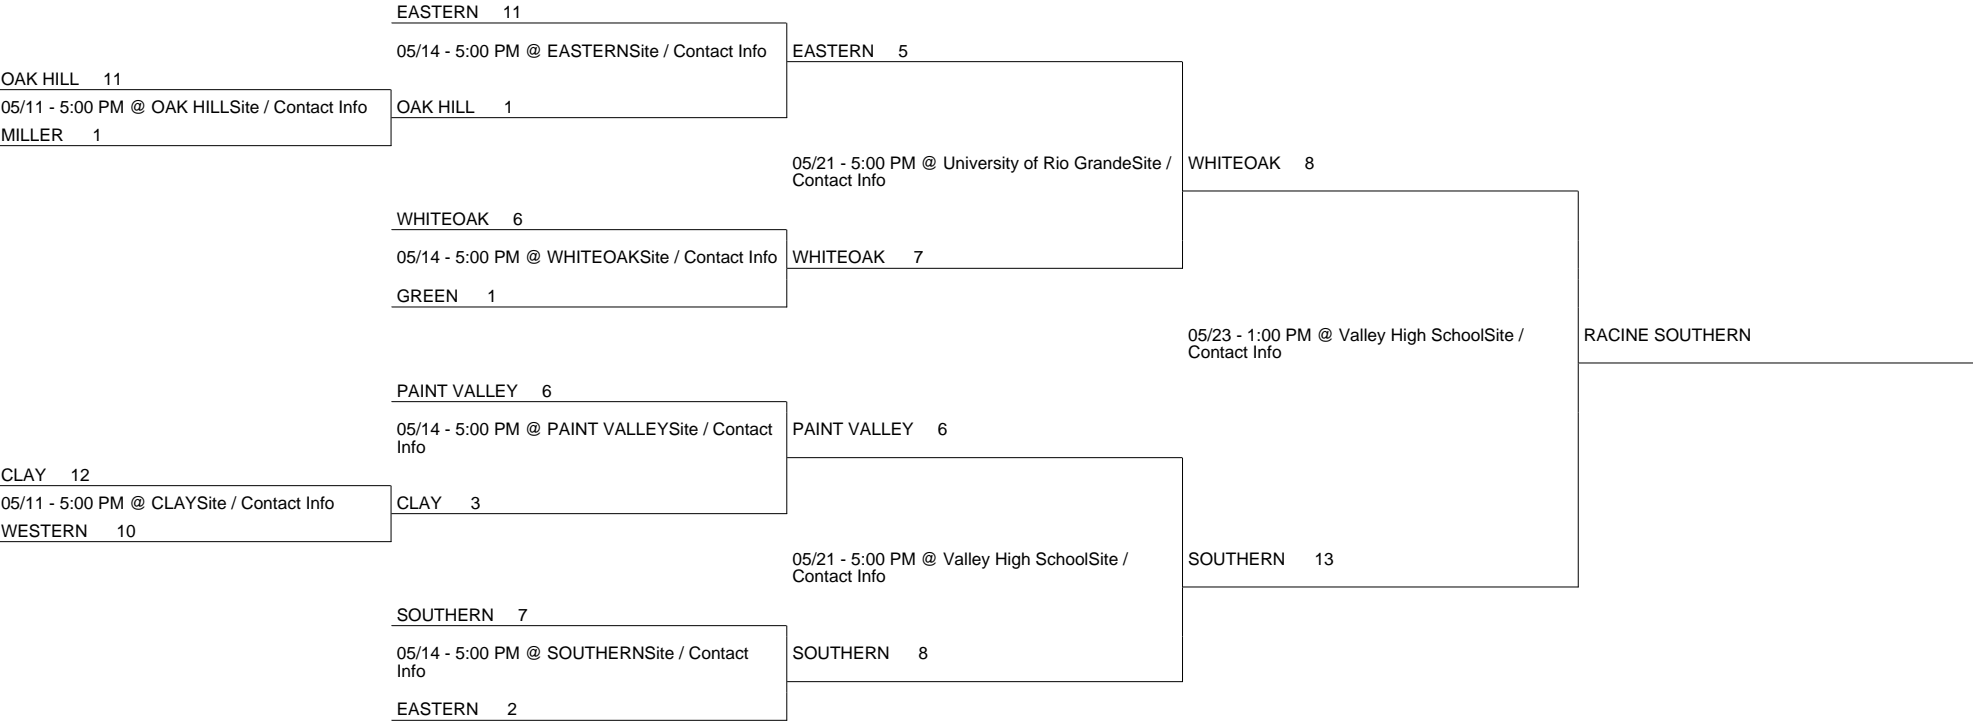 EASTERN 11
05/14 - 5:00 PM @ EASTERNSite / Contact Info
EASTERN 5
OAK HILL 11
05/11 - 5:00 PM @ OAK HILLSite / Contact Info
OAK HILL 1
MILLER 1
05/21 - 5:00 PM @ University of Rio GrandeSite /
Contact Info
WHITEOAK 8
WHITEOAK 6
05/14 - 5:00 PM @ WHITEOAKSite / Contact Info
WHITEOAK 7
GREEN 1
05/23 - 1:00 PM @ Valley High SchoolSite /
Contact Info
RACINE SOUTHERN
PAINT VALLEY 6
05/14 - 5:00 PM @ PAINT VALLEYSite / Contact
Info
PAINT VALLEY 6
CLAY 12
05/11 - 5:00 PM @ CLAYSite / Contact Info
CLAY 3
WESTERN 10
05/21 - 5:00 PM @ Valley High SchoolSite /
Contact Info
SOUTHERN 13
SOUTHERN 7
05/14 - 5:00 PM @ SOUTHERNSite / Contact
Info
SOUTHERN 8
EASTERN 2